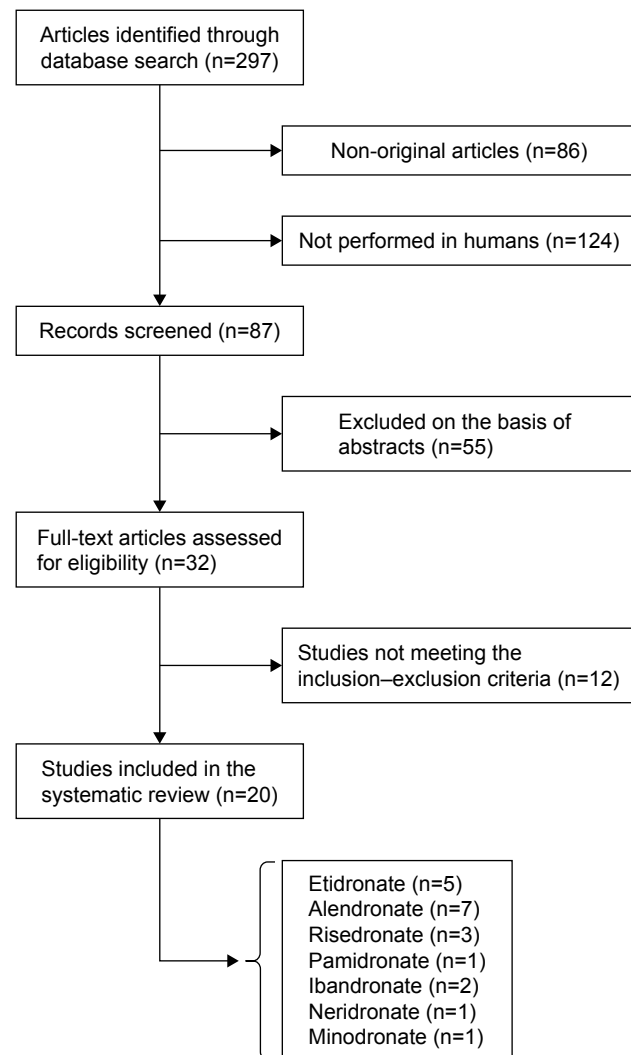 Articles identified through
database search (n=297)
Non-original articles (n=86)
Not performed in humans (n=124)
Records screened (n=87)
Excluded on the basis of
abstracts (n=55)
Full-text articles assessed
for eligibility (n=32)
Studies not meeting the
inclusion–exclusion criteria (n=12)
Studies included in the
systematic review (n=20)
Etidronate (n=5)
Alendronate (n=7)
Risedronate (n=3)
Pamidronate (n=1)
Ibandronate (n=2)
Neridronate (n=1)
Minodronate (n=1)